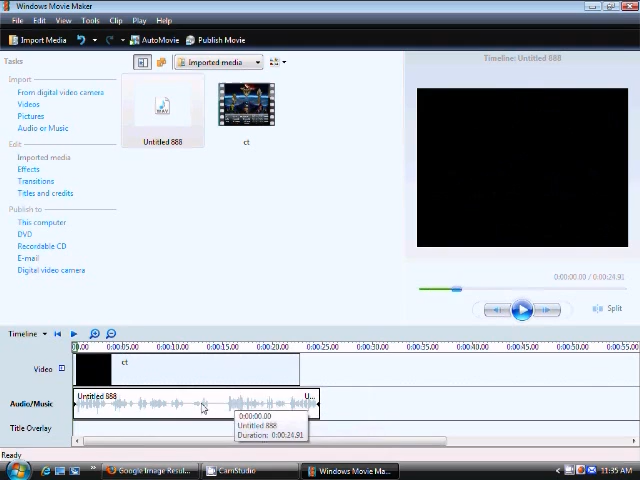 Windows Movie Maker
File Edit View Tools Clip Play Help
Import Media AutoMovie Publish Movie
Tasks
Imported media
Timeline: Untitled 888
Import
From digital video camera
Videos
Pictures
Audio or Music
Edit
Imported media
Effects
Transitions
Titles and credits
Publish to
This computer
DVD
Recordable CD
E-mail
Digital video camera
WAV
Untitled 888
ct
0:00:00.00 / 0:00:24.91
Split
Timeline
00.00 0:00:05.00 0:00:10.00 0:00:15.00 0:00:20.00 0:00:25.00 0:00:30.00 0:00:35.00 0:00:40.00 0:00:45.00 0:00:50.00 0:00:55.00
Video
ct
Audio/Music
Untitled 888
U...
0:00:00.00
Untitled 888
Duration: 0:00:24.91
Title Overlay
Ready
Google Image Resul...
CamStudio
Windows Movie Ma...
11:35 AM